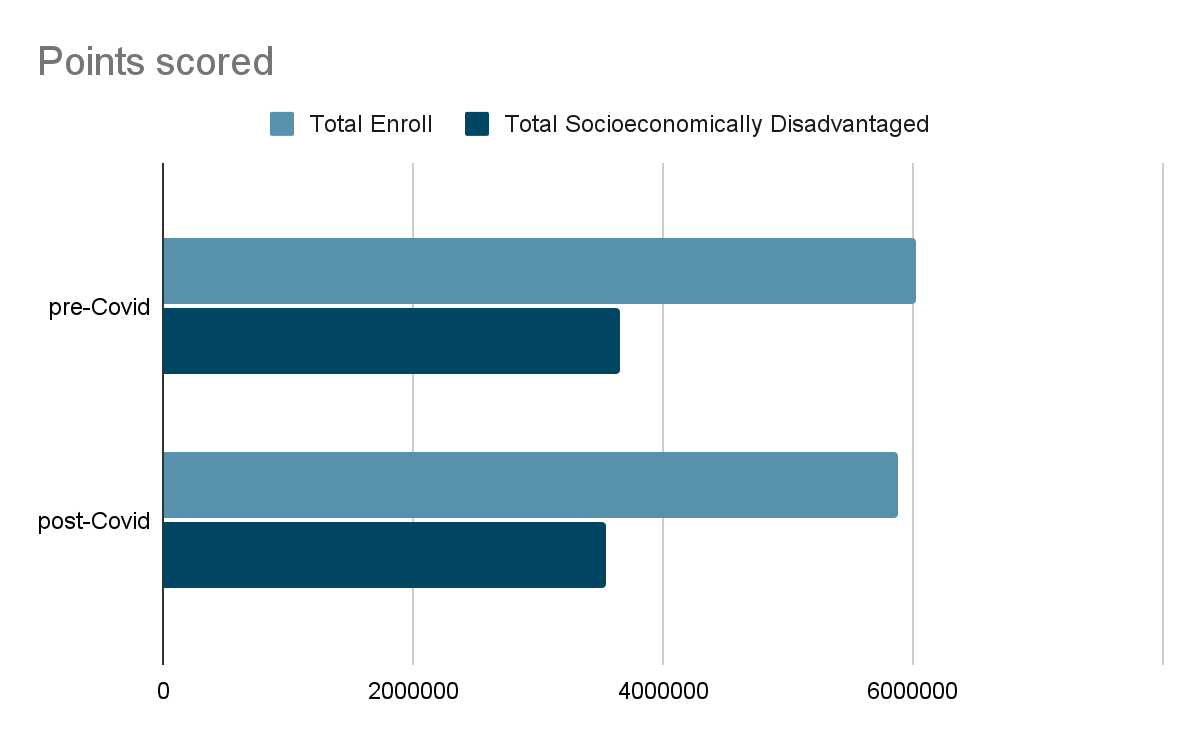 Points scored
Total Enroll Total Socioeconomically Disadvantaged
pre-Covid
post-Covid
0 2000000 4000000 6000000